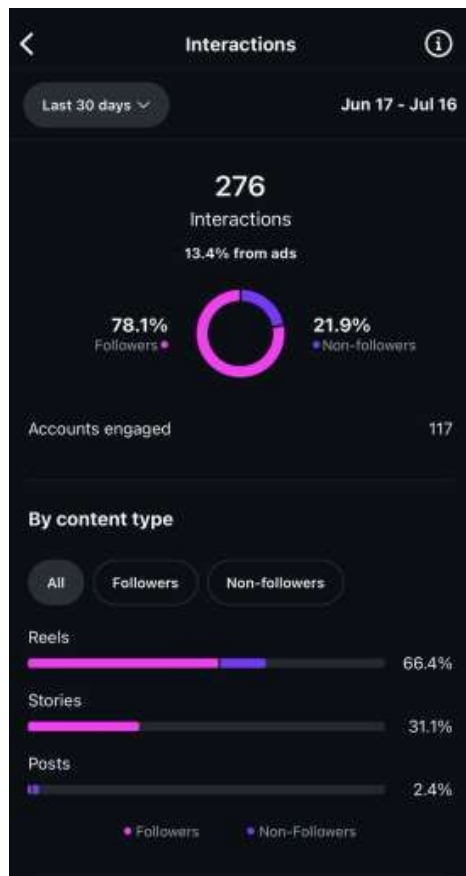 Interactions
Last 30 days
Jun 17 - Jul 16
276
Interactions
13.4% from ads
78.1%
Followers
21.9%
Non-followers
Accounts engaged 117
By content type
All Followers Non-followers
Reels
66.4%
Stories
31.1%
Posts
2.4%
Followers Non-Followers